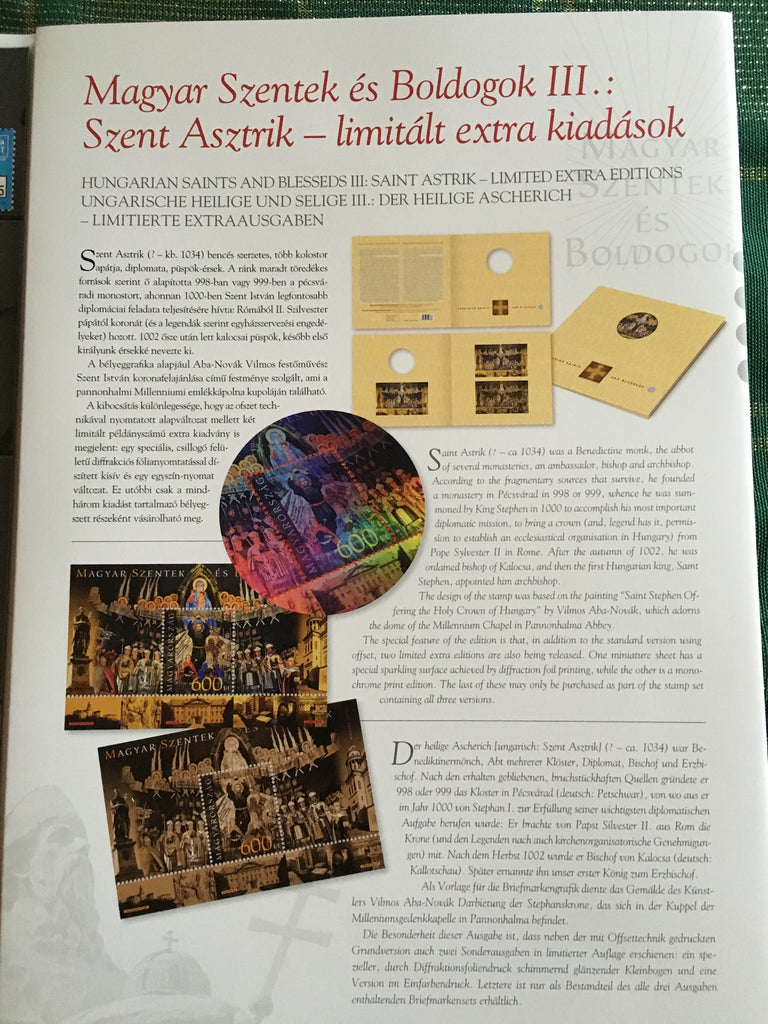 Magyar Szentek és Boldogok III.:
Szent Asztrik – limitált extra kiadások
HUNGARIAN SAINTS AND BLESSEDS III: SAINT ASTRIK – LIMITED EXTRA EDITIONS
UNGARISCHE HEILIGE UND SELIGE III.: DER HEILIGE ASCHERICH
– LIMITIERTE EXTRAAUSGABEN
MAGYAR
SZENTEK
ÉS
BOLDOGOK
Szent Asztrik (? – kb. 1034) bencés szerzetes, több kolostor
apátja, diplomata, püspök-érsek. A ránk maradt töredékes
források szerint ő alapította 998-ban vagy 999-ben a pécsvá-
radi monostort, ahonnan 1000-ben Szent István legfontosabb
diplomáciai feladata teljesítésére hívta: Rómából II. Szilveszter
pápától koronát (és a legendák szerint egyházszervezési engedé-
lyeket) hozott. 1002 ősze után lett kalocsai püspök, később első
királyunk érsekké nevezte ki.
A bélyeggrafika alapjául Aba-Novák Vilmos festőművész
Szent István koronafelajánlása című festménye szolgált, ami a
pannonhalmi Millenniumi emlékkápolna kupoláján található.
A kibocsátás különlegessége, hogy az ofszet tech-
nikával nyomtatott alapváltozat mellett két
limitált példányszámú extra kiadvány is
megjelent: egy speciális, csillogó felü-
letű diffrakciós fólianyomtatással dí-
szített kisív és egy egyszín-nyomat
változat. Ez utóbbi csak a mind-
három kiadást tartalmazó bélyeg-
szett részeként vásárolható meg.
MAGYARORSZÁG
600
Saint Astrik (? – ca 1034) was a Benedictine monk, the abbot
of several monasteries, an ambassador, bishop and archbishop.
According to the fragmentary sources that survive, he founded
a monastery in Pécsvárad in 998 or 999, whence he was sum-
moned by King Stephen in 1000 to accomplish his most important
diplomatic mission, to bring a crown (and, legend has it, permis-
sion to establish an ecclesiastical organisation in Hungary) from
Pope Sylvester II in Rome. After the autumn of 1002, he was
ordained bishop of Kalocsa, and then the first Hungarian king, Saint
Stephen, appointed him archbishop.
The design of the stamp was based on the painting "Saint Stephen Of-
fering the Holy Crown of Hungary" by Vilmos Aba-Novák, which adorns
the dome of the Millennium Chapel in Pannonhalma Abbey.
The special feature of the edition is that, in addition to the standard version using
offset, two limited extra editions are also being released. One miniature sheet has a
special sparkling surface achieved by diffraction foil printing, while the other is a mono-
chrome print edition. The last of these may only be purchased as part of the stamp set
containing all three versions.
MAGYAR SZENTEK ÉS
MAGYARORSZÁG
600
MAGYAR SZENTEK
MAGYARORSZÁG
600
Der heilige Ascherich [ungarisch: Szent Asztrik] (? – ca. 1034) war Be-
nediktinermönch, Abt mehrerer Klöster, Diplomat, Bischof und Erzbi-
schof. Nach den erhalten gebliebenen, bruchstückhaften Quellen gründete er
998 oder 999 das Kloster in Pécsvárad (deutsch: Petschwar), von wo aus er
im Jahr 1000 von Stephan I. zur Erfüllung seiner wichtigsten diplomatischen
Aufgabe berufen wurde: Er brachte von Papst Silvester II. aus Rom die
Krone (und den Legenden nach auch kirchenorganisatorische Genehmigun-
gen) mit. Nach dem Herbst 1002 wurde er Bischof von Kalocsa (deutsch:
Kallotschau). Später ernannte ihn unser erster König zum Erzbischof.
Als Vorlage für die Briefmarkengrafik diente das Gemälde des Künst-
lers Vilmos Aba-Novák Darbietung der Stephanskrone, das sich in der Kuppel der
Milleniumsgedenkkapelle in Pannonhalma befindet.
Die Besonderheit dieser Ausgabe ist, dass neben der mit Offsettechnik gedruckten
Grundversion auch zwei Sonderausgaben in limitierter Auflage erschienen: ein spe-
zieller, durch Diffraktionsfoliendruck schimmernd glänzender Kleinbogen und eine
Version im Einfarbendruck. Letztere ist nur als Bestandteil des alle drei Ausgaben
enthaltenden Briefmarkensets erhältlich.